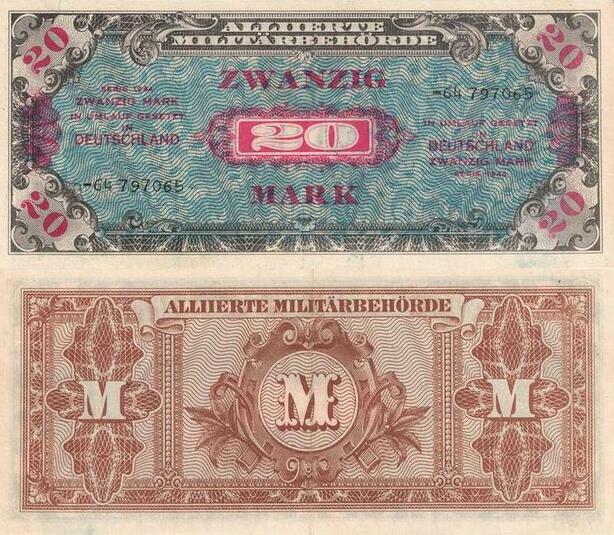 20
ALLIIERTE
MILITÄRBEHÖRDE
20
ZWANZIG
SERIE 1944
ZWANZIG MARK
IN UMLAUF GESETZT
IN
DEUTSCHLAND
-64 797065
20
-64 797065
IN UMLAUF GESETZT
IN
DEUTSCHLAND
ZWANZIG MARK
SERIE 1944
MARK
20
20
ALLIIERTE MILITÄRBEHÖRDE
M
M
M